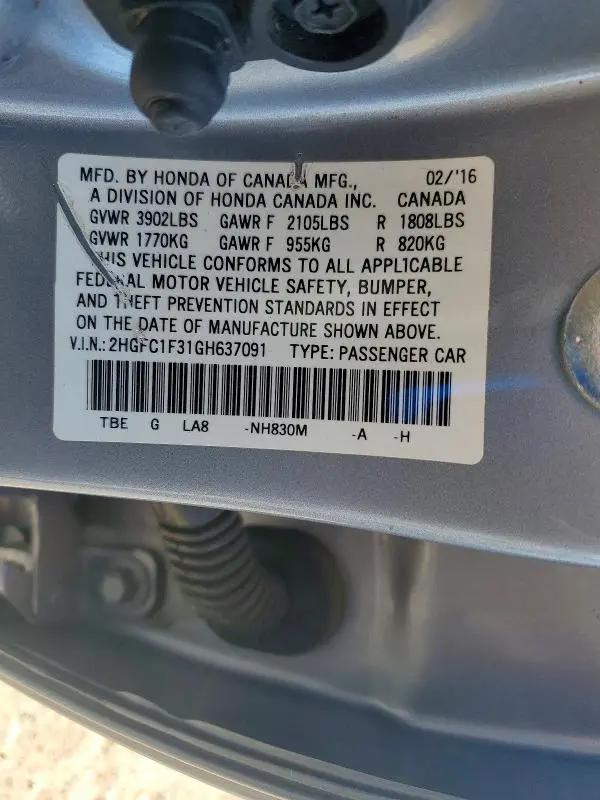 MFD. BY HONDA OF CANADA MFG., 02/'16
A DIVISION OF HONDA CANADA INC. CANADA
GVWR 3902LBS GAWR F 2105LBS R 1808LBS
GVWR 1770KG GAWR F 955KG R 820KG
THIS VEHICLE CONFORMS TO ALL APPLICABLE
FEDERAL MOTOR VEHICLE SAFETY, BUMPER,
AND THEFT PREVENTION STANDARDS IN EFFECT
ON THE DATE OF MANUFACTURE SHOWN ABOVE.
V.I.N.: 2HGFC1F31GH637091 TYPE: PASSENGER CAR
TBE G LA8 -NH830M -A -H